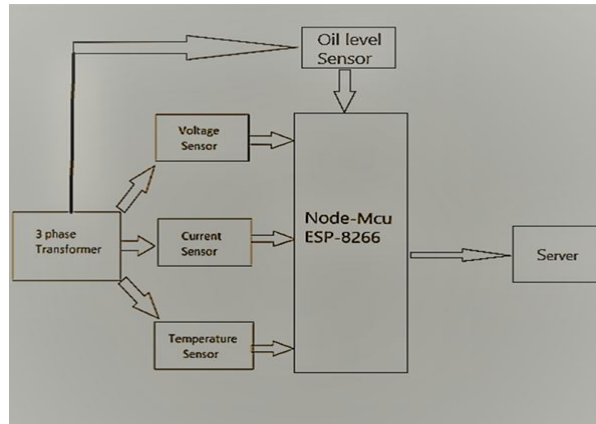 Oil level
Sensor
Voltage
Sensor
3 phase
Transformer
Current
Sensor
Node-Mcu
ESP-8266
Server
Temperature
Sensor